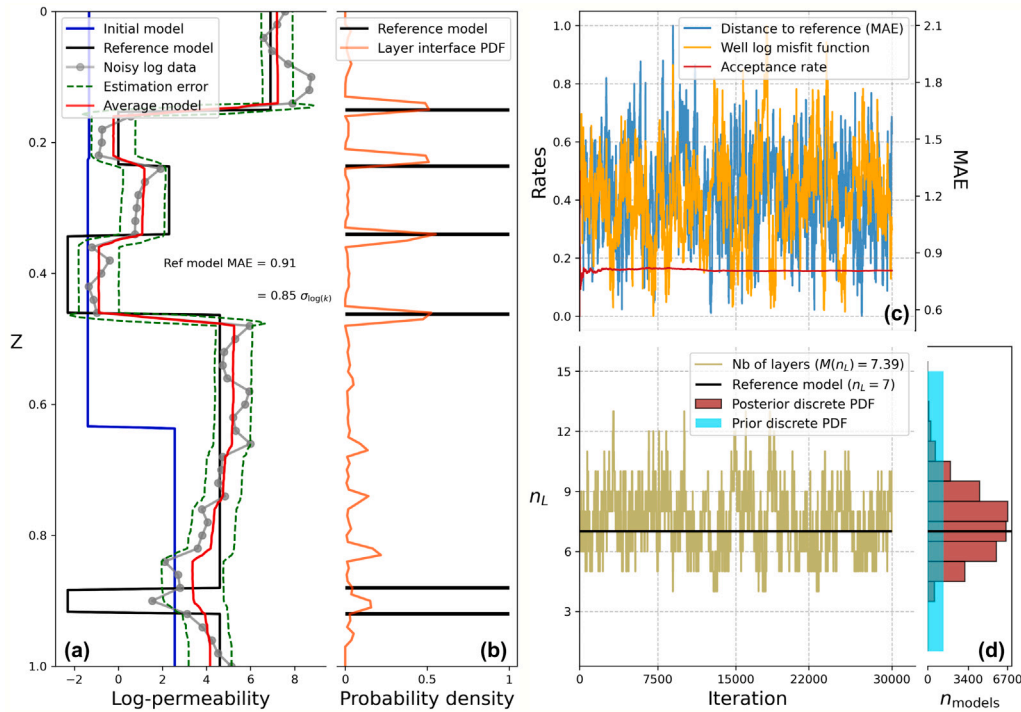 Initial model
Reference model
Noisy log data
Estimation error
Average model
0
0.2
0.4
0.6
0.8
1.0
Z
Ref model MAE = 0.91
= 0.85 σlog(k)
(a)
−2 0 2 4 6 8
Log-permeability
Reference model
Layer interface PDF
(b)
0 0.5 1
Probability density
Distance to reference (MAE)
Well log misfit function
Acceptance rate
1.0
0.8
0.6
0.4
0.2
0.0
Rates
2.1
1.8
1.5
1.2
0.9
0.6
MAE
(c)
Nb of layers (M(nL) = 7.39)
Reference model (nL = 7)
Posterior discrete PDF
Prior discrete PDF
15
12
9
6
3
nL
0 7500 15000 22500 30000
Iteration
(d)
0 3400 6700
nmodels